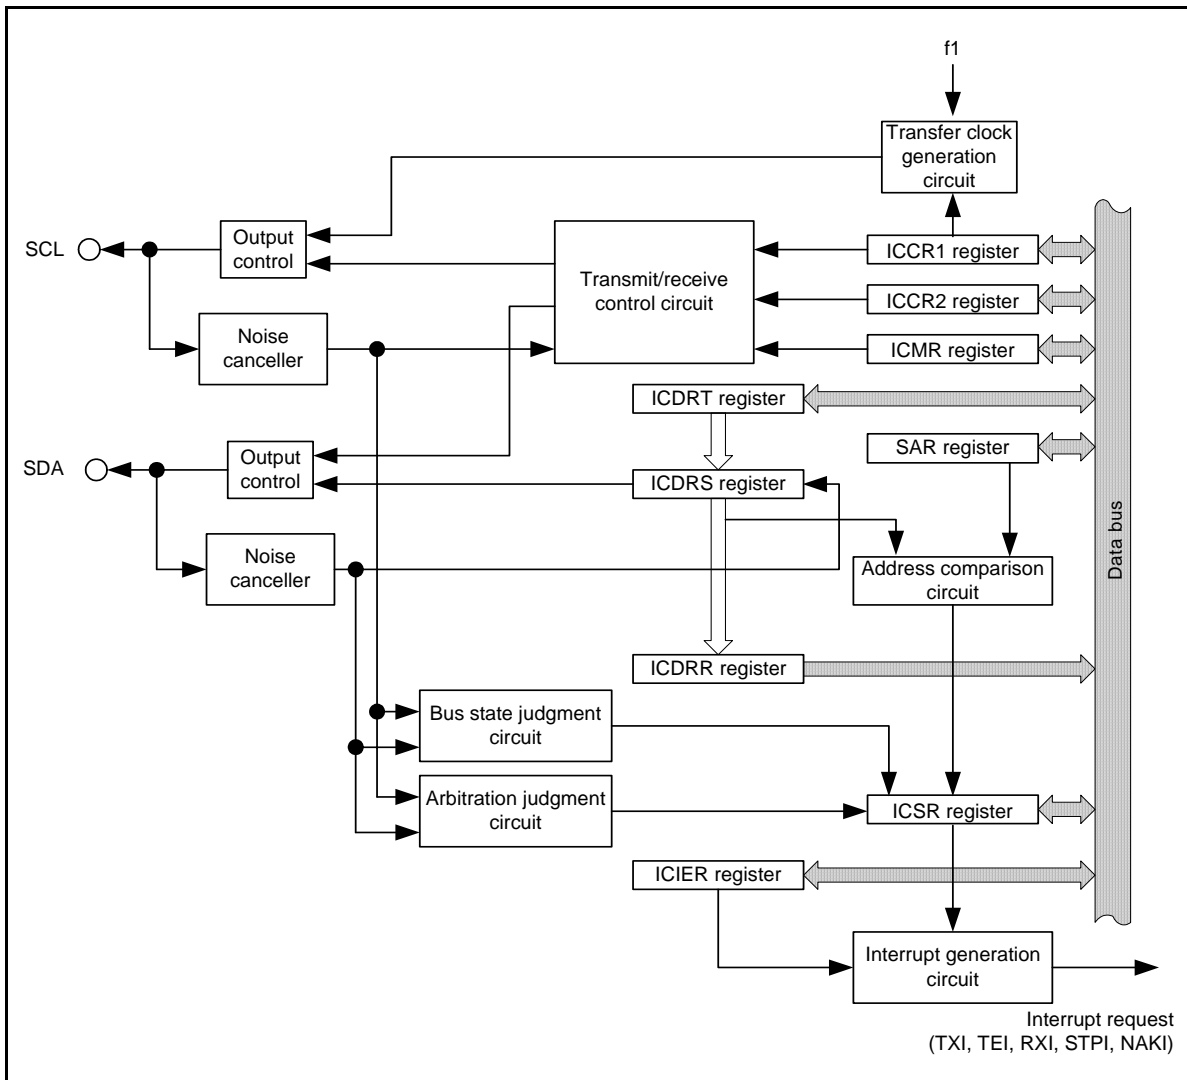 f1
Transfer clock
generation
circuit
SCL
Output
control
Transmit/receive
control circuit
ICCR1 register
ICCR2 register
ICMR register
Noise
canceller
ICDRT register
SAR register
SDA
Output
control
ICDRS register
Data bus
Noise
canceller
Address comparison
circuit
ICDRR register
Bus state judgment
circuit
Arbitration judgment
circuit
ICSR register
ICIER register
Interrupt generation
circuit
Interrupt request
(TXI, TEI, RXI, STPI, NAKI)